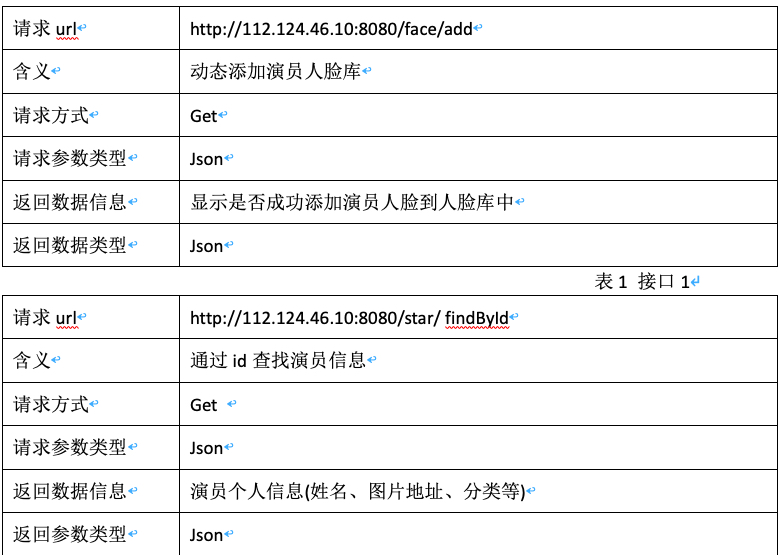 请求 url http://112.124.46.10:8080/face/add
含义 动态添加演员人脸库
请求方式 Get
请求参数类型 Json
返回数据信息 显示是否成功添加演员人脸到人脸库中
返回数据类型 Json
表 1 接口 1
请求 url http://112.124.46.10:8080/star/ findById
含义 通过 id 查找演员信息
请求方式 Get
请求参数类型 Json
返回数据信息 演员个人信息(姓名、图片地址、分类等)
返回参数类型 Json